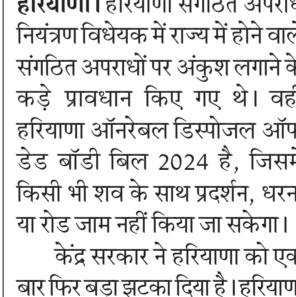 हरियाणा। हरियाणा संगठित अपराध
नियंत्रण विधेयक में राज्य में होने वाले
संगठित अपराधों पर अंकुश लगाने के
कड़े प्रावधान किए गए थे। वहीं
हरियाणा ऑनरेबल डिस्पोजल ऑफ
डेड बॉडी बिल 2024 है, जिसमें
किसी भी शव के साथ प्रदर्शन, धरन
या रोड जाम नहीं किया जा सकेगा।
केंद्र सरकार ने हरियाणा को एक
बार फिर बड़ा झटका दिया है। हरियाण